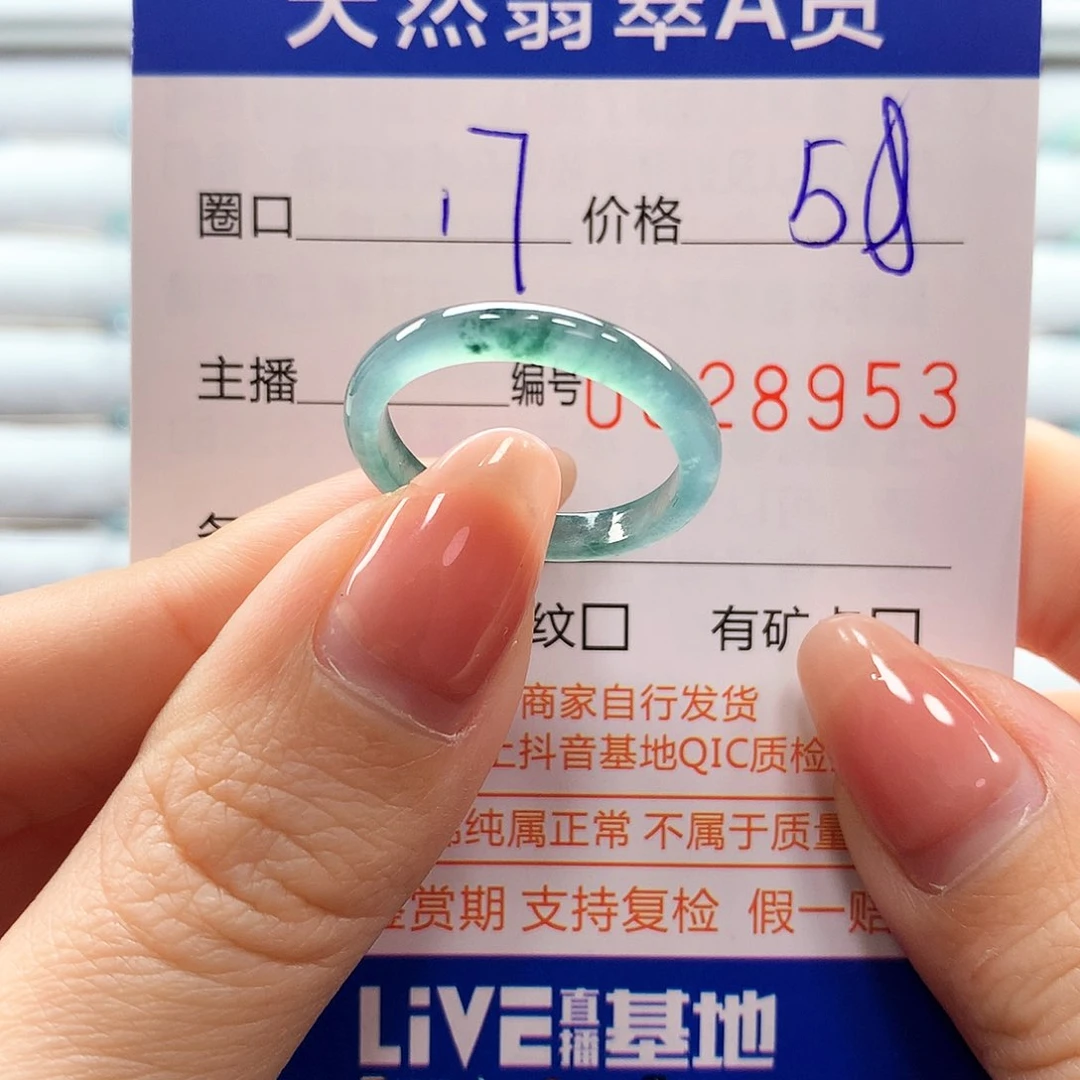 天然翡翠A货
圈口 17 价格 58
主播 编号 28953
纹□ 有矿 □
商家自行发货
上抖音基地QIC质检
纯属正常 不属于质量
鉴赏期 支持复检 假一赔
LiVE直播基地